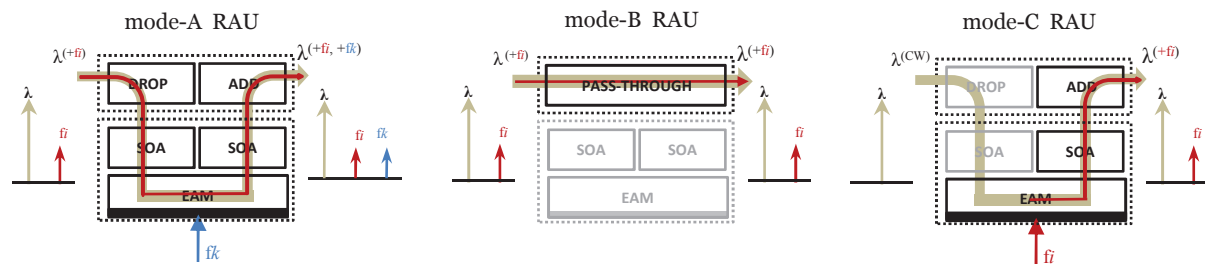 mode-A RAU
λ(+fi)
λ(+fi, +fk)
DROP
ADD
λ
fi
λ
fi
fk
SOA
SOA
EAM
fk
mode-B RAU
λ(+fi)
λ(+fi)
PASS-THROUGH
λ
fi
λ
fi
SOA
SOA
EAM
mode-C RAU
λ(CW)
λ(+fi)
DROP
ADD
λ
λ
fi
SOA
SOA
EAM
fi